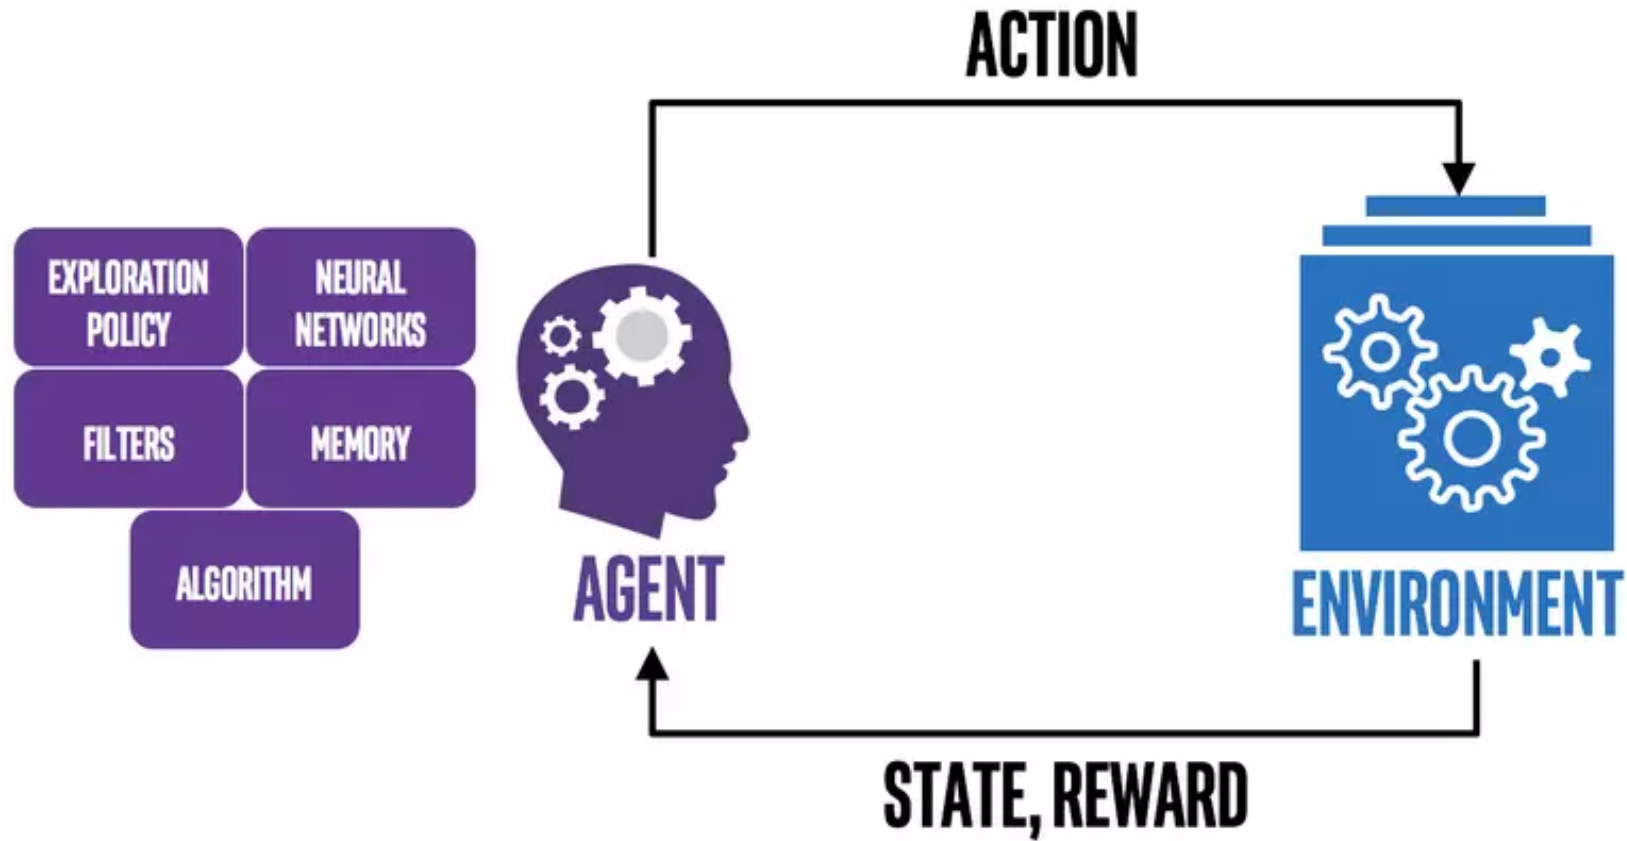 ACTION
EXPLORATION
POLICY
NEURAL
NETWORKS
FILTERS
MEMORY
ALGORITHM
AGENT
ENVIRONMENT
STATE, REWARD